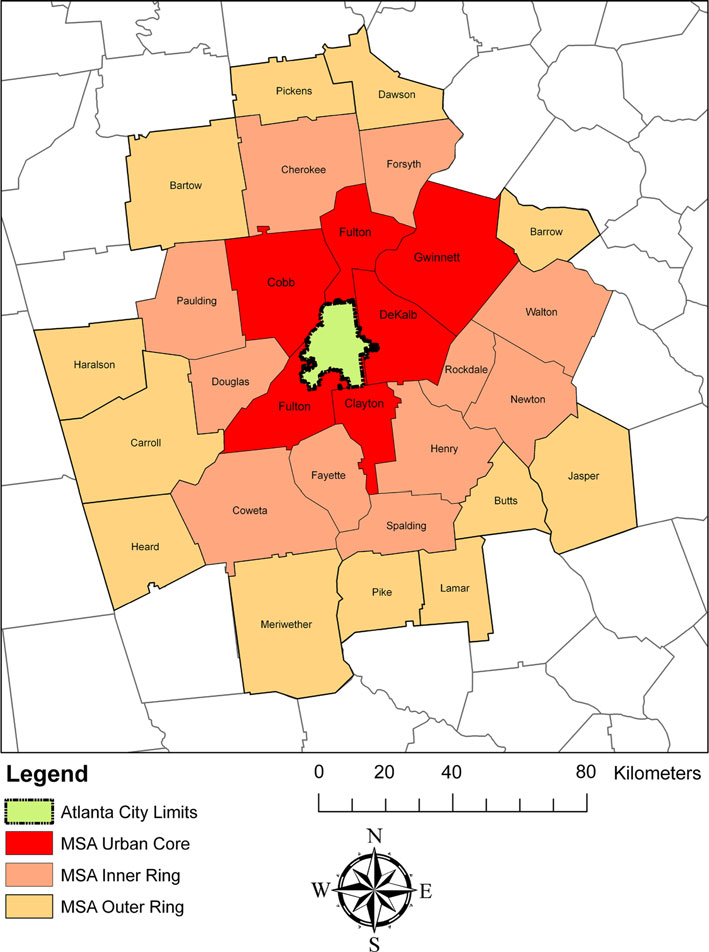 Pickens
Dawson
Cherokee
Forsyth
Bartow
Fulton
Barrow
Gwinnett
Cobb
Paulding
DeKalb
Walton
Haralson
Rockdale
Douglas
Newton
Fulton
Clayton
Carroll
Henry
Fayette
Jasper
Butts
Coweta
Spalding
Heard
Pike
Lamar
Meriwether
Legend
0 20 40 80 Kilometers
Atlanta City Limits
MSA Urban Core
MSA Inner Ring
MSA Outer Ring
N
W E
S